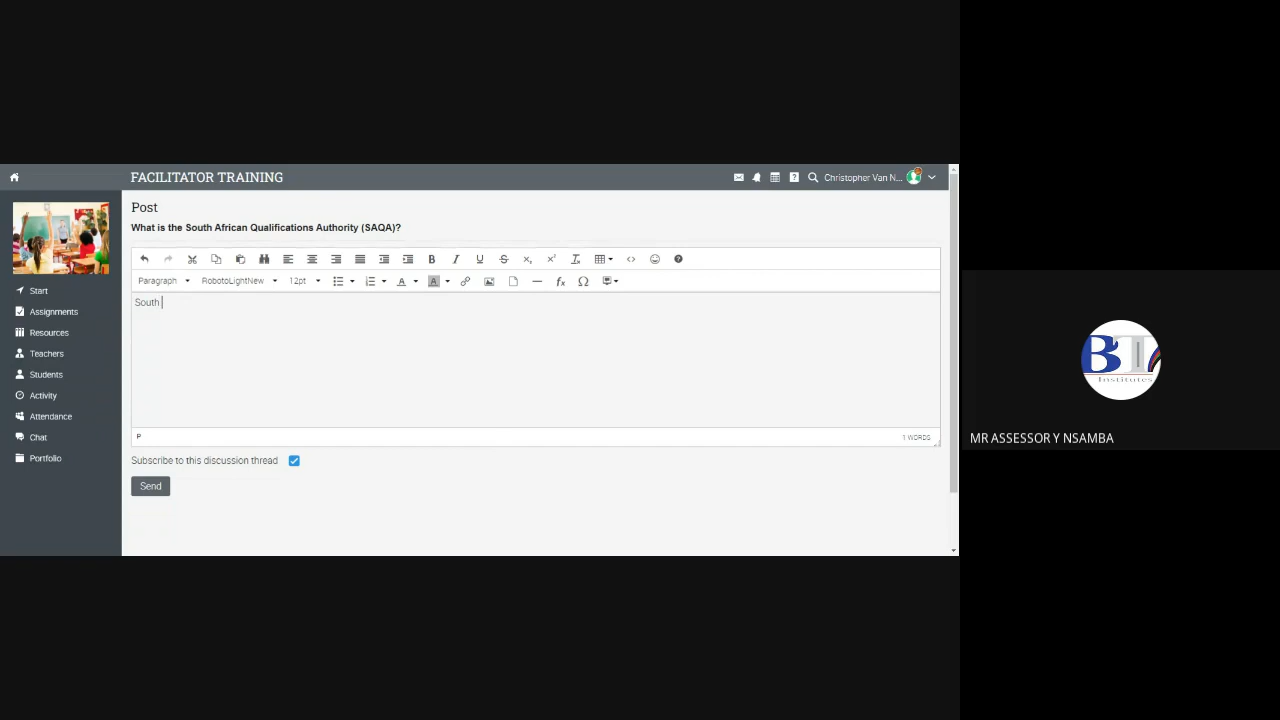 FACILITATOR TRAINING
Christopher Van N...
Start
Assignments
Resources
Teachers
Students
Activity
Attendance
Chat
Portfolio
Post
What is the South African Qualifications Authority (SAQA)?
Paragraph RobotoLightNew 12pt
South
P 1 WORDS
Subscribe to this discussion thread
Send
Institutes
MR ASSESSOR Y NSAMBA